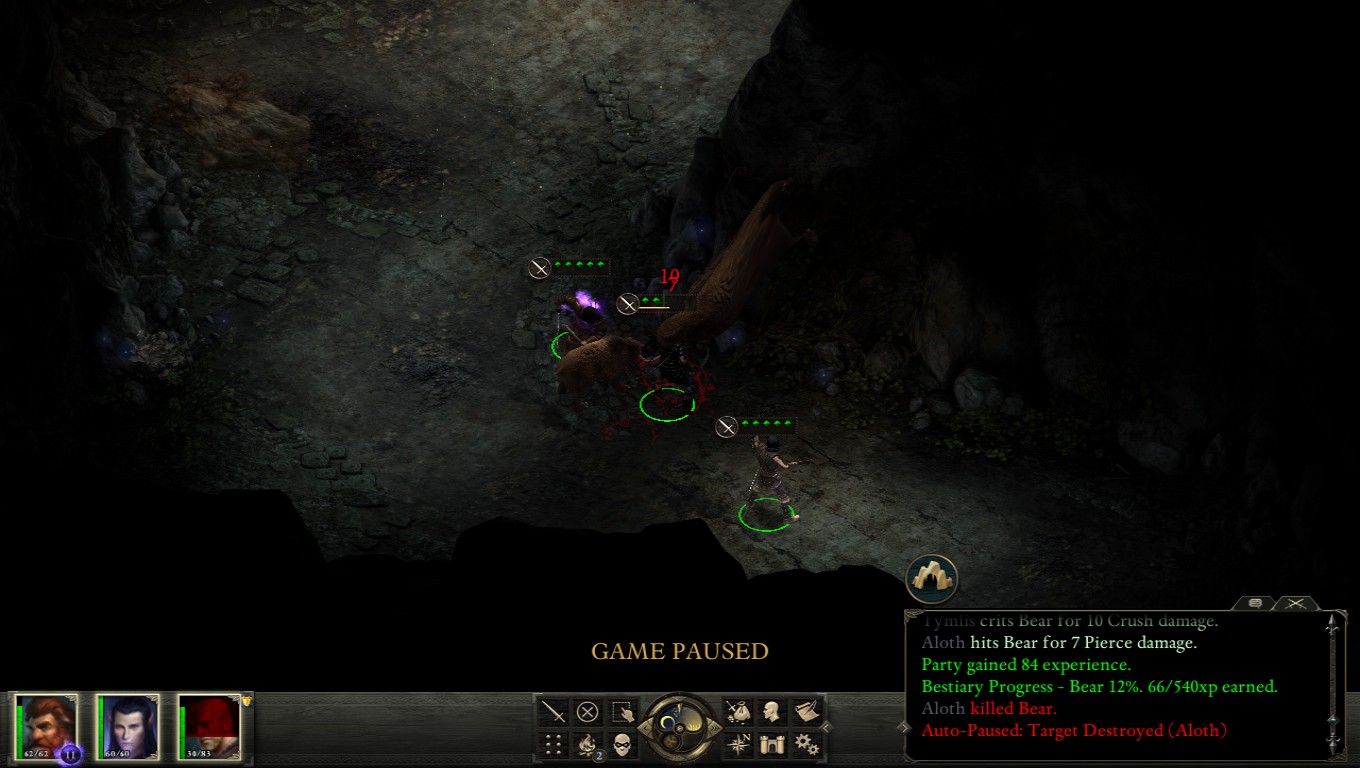 19
GAME PAUSED
Tymlis crits Bear for 10 Crush damage.
Aloth hits Bear for 7 Pierce damage.
Party gained 84 experience.
Bestiary Progress - Bear 12%. 66/540xp earned.
Aloth killed Bear.
Auto-Paused: Target Destroyed (Aloth)
62/62
11
60/60
30/83
2
N